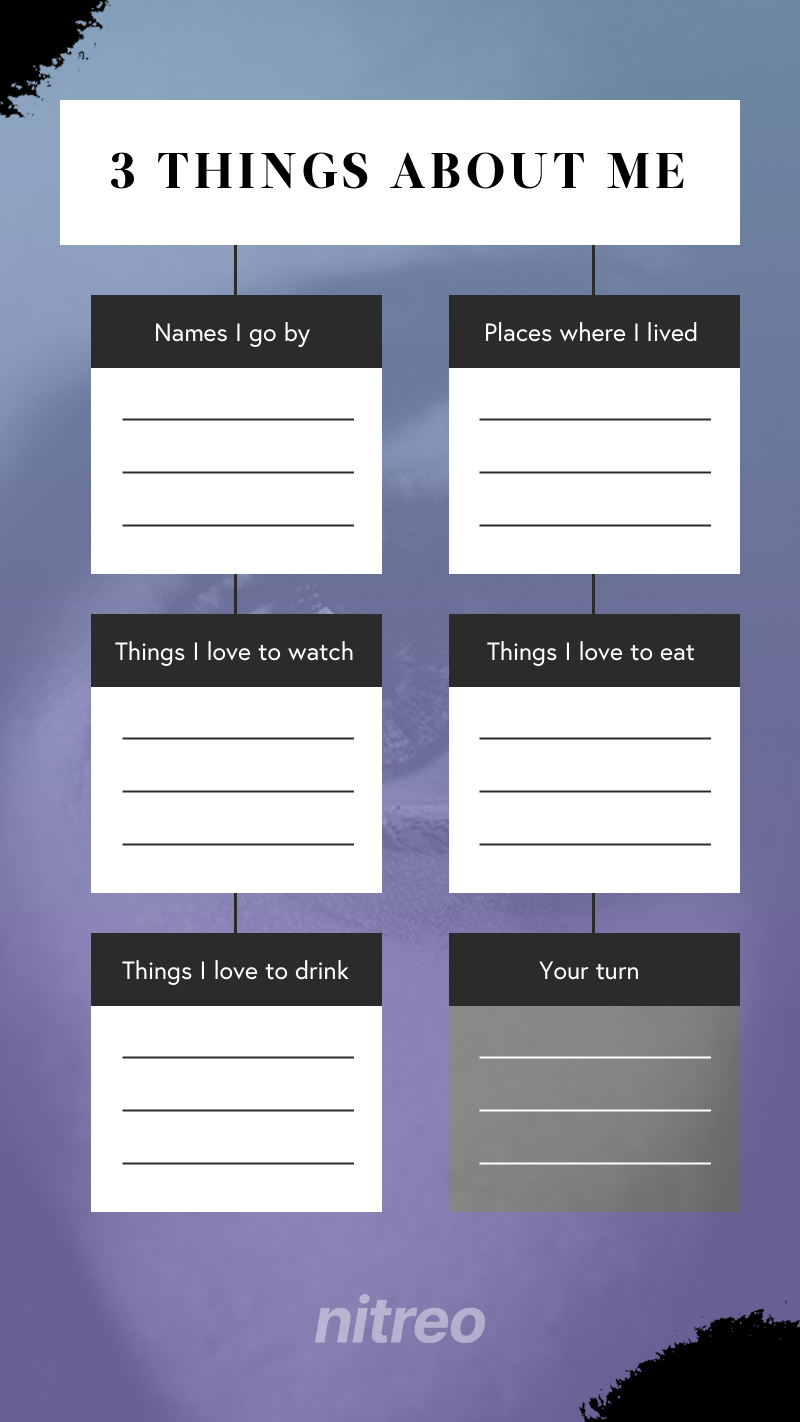 3 THINGS ABOUT ME
Names I go by
Places where I lived
Things I love to watch
Things I love to eat
Things I love to drink
Your turn
nitreo